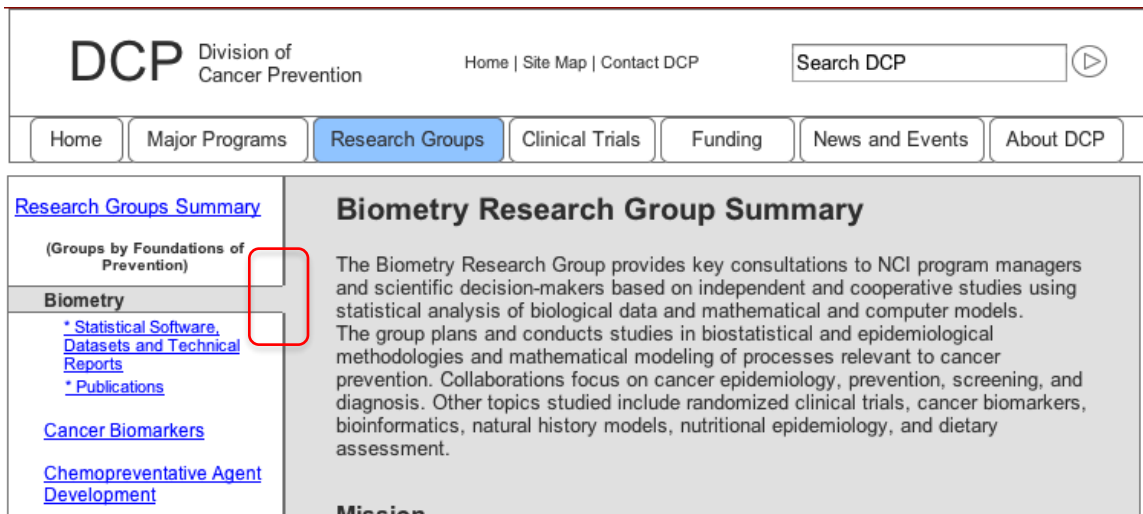 DCP
Division of
Cancer Prevention
Home | Site Map | Contact DCP
Search DCP
Home
Major Programs
Research Groups
Clinical Trials
Funding
News and Events
About DCP
Research Groups Summary
(Groups by Foundations of
Prevention)
Biometry
* Statistical Software,
Datasets and Technical
Reports
* Publications
Cancer Biomarkers
Chemopreventative Agent
Development
Biometry Research Group Summary
The Biometry Research Group provides key consultations to NCI program managers
and scientific decision-makers based on independent and cooperative studies using
statistical analysis of biological data and mathematical and computer models.
The group plans and conducts studies in biostatistical and epidemiological
methodologies and mathematical modeling of processes relevant to cancer
prevention. Collaborations focus on cancer epidemiology, prevention, screening, and
diagnosis. Other topics studied include randomized clinical trials, cancer biomarkers,
bioinformatics, natural history models, nutritional epidemiology, and dietary
assessment.
Mission